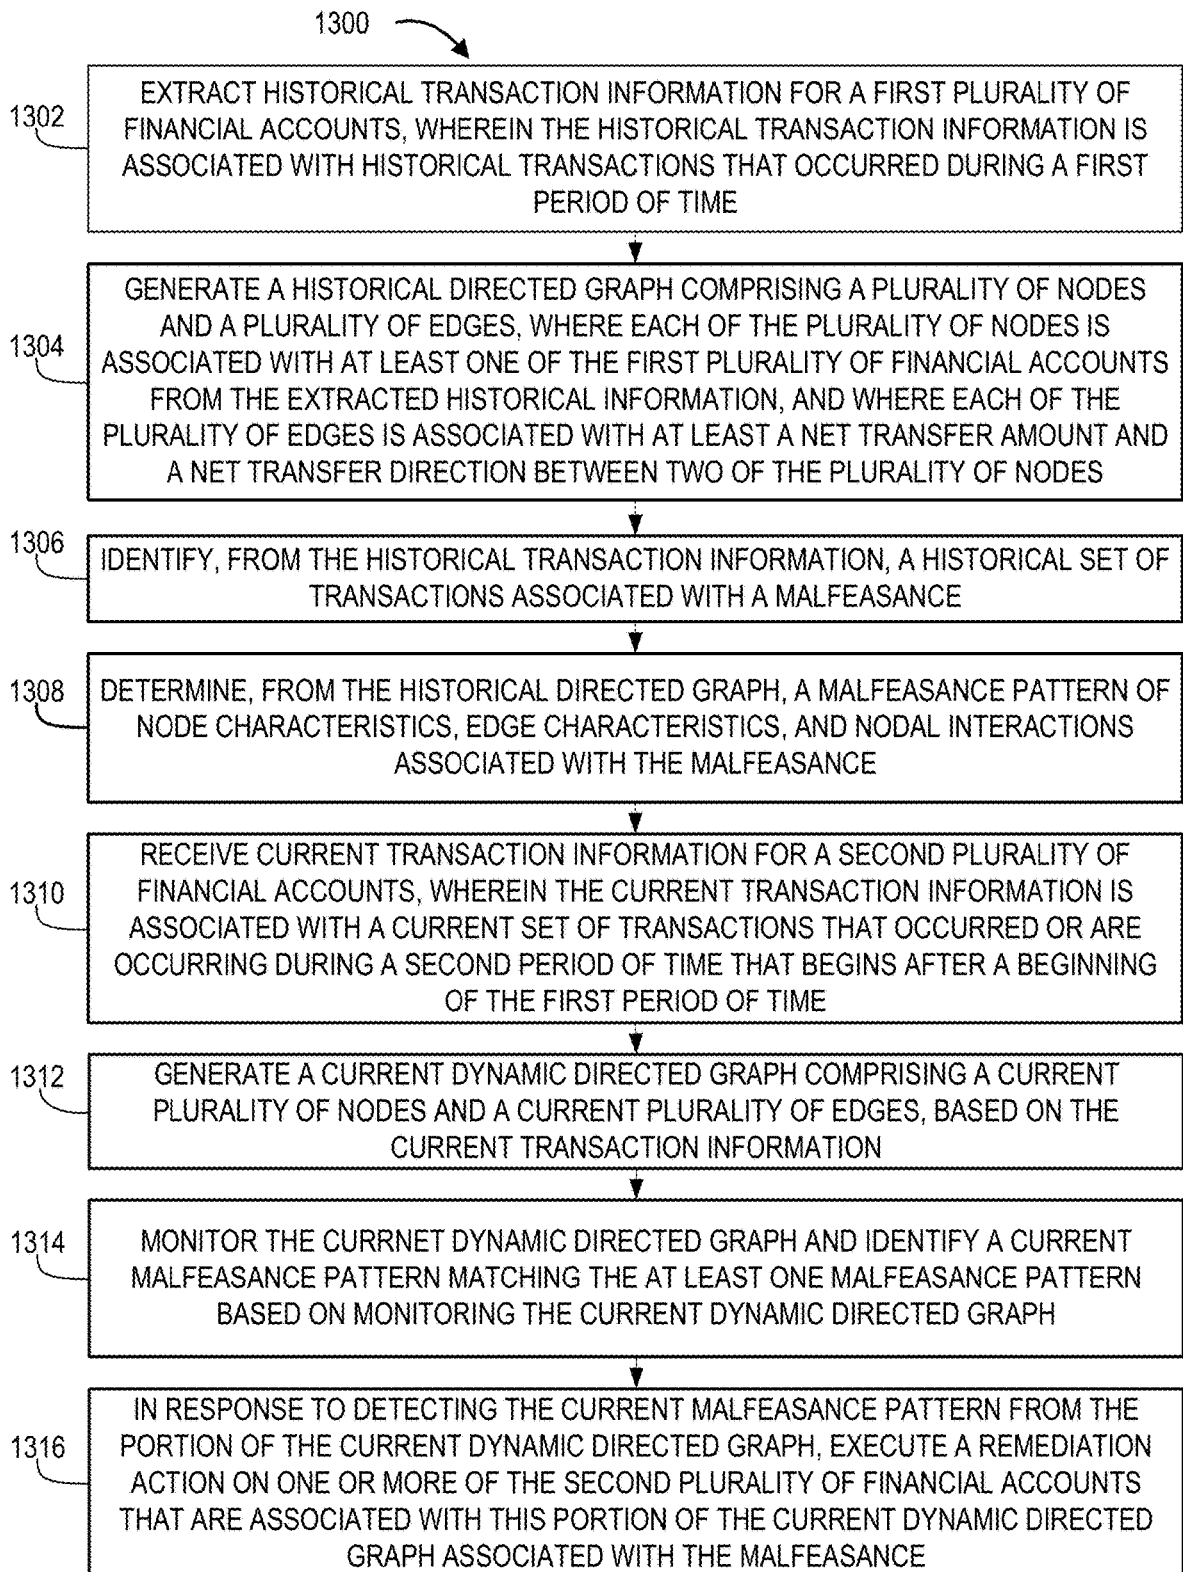 1300
1302
EXTRACT HISTORICAL TRANSACTION INFORMATION FOR A FIRST PLURALITY OF
FINANCIAL ACCOUNTS, WHEREIN THE HISTORICAL TRANSACTION INFORMATION IS
ASSOCIATED WITH HISTORICAL TRANSACTIONS THAT OCCURRED DURING A FIRST
PERIOD OF TIME
1304
GENERATE A HISTORICAL DIRECTED GRAPH COMPRISING A PLURALITY OF NODES
AND A PLURALITY OF EDGES, WHERE EACH OF THE PLURALITY OF NODES IS
ASSOCIATED WITH AT LEAST ONE OF THE FIRST PLURALITY OF FINANCIAL ACCOUNTS
FROM THE EXTRACTED HISTORICAL INFORMATION, AND WHERE EACH OF THE
PLURALITY OF EDGES IS ASSOCIATED WITH AT LEAST A NET TRANSFER AMOUNT AND
A NET TRANSFER DIRECTION BETWEEN TWO OF THE PLURALITY OF NODES
1306
IDENTIFY, FROM THE HISTORICAL TRANSACTION INFORMATION, A HISTORICAL SET OF
TRANSACTIONS ASSOCIATED WITH A MALFEASANCE
1308
DETERMINE, FROM THE HISTORICAL DIRECTED GRAPH, A MALFEASANCE PATTERN OF
NODE CHARACTERISTICS, EDGE CHARACTERISTICS, AND NODAL INTERACTIONS
ASSOCIATED WITH THE MALFEASANCE
1310
RECEIVE CURRENT TRANSACTION INFORMATION FOR A SECOND PLURALITY OF
FINANCIAL ACCOUNTS, WHEREIN THE CURRENT TRANSACTION INFORMATION IS
ASSOCIATED WITH A CURRENT SET OF TRANSACTIONS THAT OCCURRED OR ARE
OCCURRING DURING A SECOND PERIOD OF TIME THAT BEGINS AFTER A BEGINNING
OF THE FIRST PERIOD OF TIME
1312
GENERATE A CURRENT DYNAMIC DIRECTED GRAPH COMPRISING A CURRENT
PLURALITY OF NODES AND A CURRENT PLURALITY OF EDGES, BASED ON THE
CURRENT TRANSACTION INFORMATION
1314
MONITOR THE CURRNET DYNAMIC DIRECTED GRAPH AND IDENTIFY A CURRENT
MALFEASANCE PATTERN MATCHING THE AT LEAST ONE MALFEASANCE PATTERN
BASED ON MONITORING THE CURRENT DYNAMIC DIRECTED GRAPH
1316
IN RESPONSE TO DETECTING THE CURRENT MALFEASANCE PATTERN FROM THE
PORTION OF THE CURRENT DYNAMIC DIRECTED GRAPH, EXECUTE A REMEDIATION
ACTION ON ONE OR MORE OF THE SECOND PLURALITY OF FINANCIAL ACCOUNTS
THAT ARE ASSOCIATED WITH THIS PORTION OF THE CURRENT DYNAMIC DIRECTED
GRAPH ASSOCIATED WITH THE MALFEASANCE